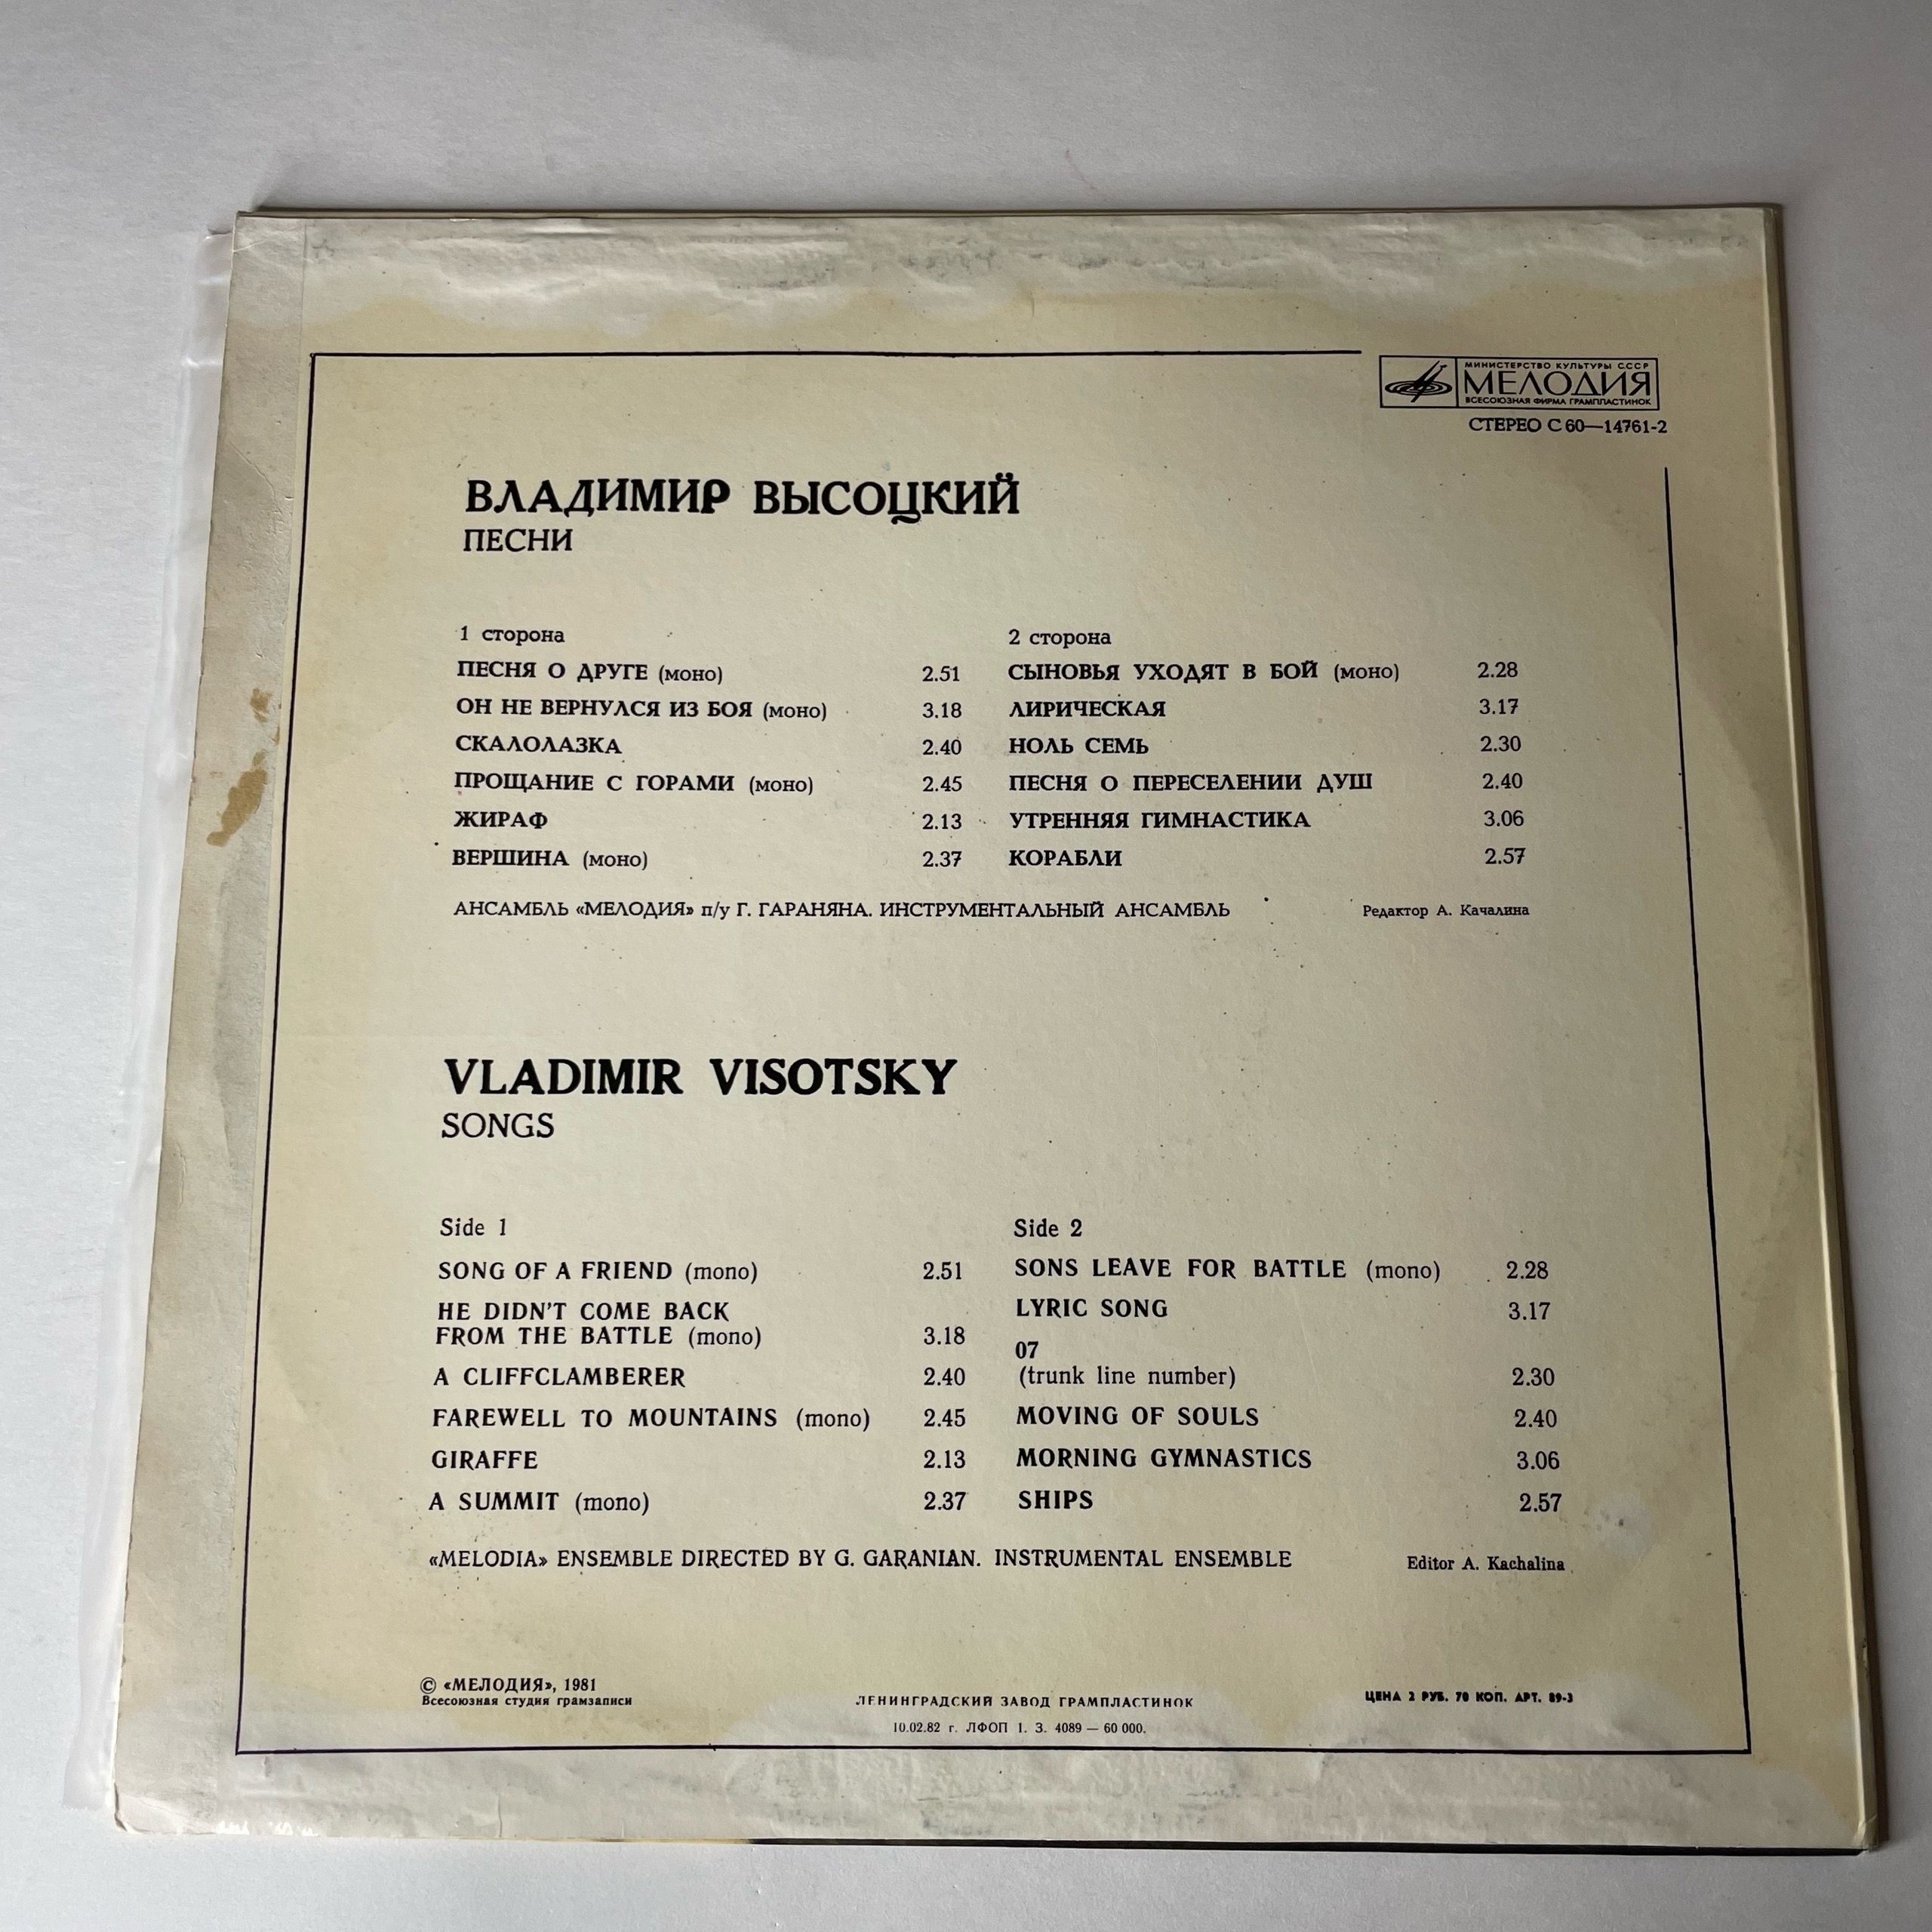 МИНИСТЕРСТВО КУЛЬТУРЫ СССР
МЕЛОДИЯ
ВСЕСОЮЗНАЯ ФИРМА ГРАМПЛАСТИНОК
СТЕРЕО С 60—14761-2
ВЛАДИМИР ВЫСОЦКИЙ
ПЕСНИ
1 сторона
ПЕСНЯ О ДРУГЕ (моно) 2.51
ОН НЕ ВЕРНУЛСЯ ИЗ БОЯ (моно) 3.18
СКАЛОЛАЗКА 2.40
ПРОЩАНИЕ С ГОРАМИ (моно) 2.45
ЖИРАФ 2.13
ВЕРШИНА (моно) 2.37
2 сторона
СЫНОВЬЯ УХОДЯТ В БОЙ (моно) 2.28
ЛИРИЧЕСКАЯ 3.17
НОЛЬ СЕМЬ 2.30
ПЕСНЯ О ПЕРЕСЕЛЕНИИ ДУШ 2.40
УТРЕННЯЯ ГИМНАСТИКА 3.06
КОРАБЛИ 2.57
АНСАМБЛЬ «МЕЛОДИЯ» п/у Г. ГАРАНЯНА. ИНСТРУМЕНТАЛЬНЫЙ АНСАМБЛЬ
Редактор А. Качалина
VLADIMIR VISOTSKY
SONGS
Side 1
SONG OF A FRIEND (mono) 2.51
HE DIDN'T COME BACK
FROM THE BATTLE (mono) 3.18
A CLIFFCLAMBERER 2.40
FAREWELL TO MOUNTAINS (mono) 2.45
GIRAFFE 2.13
A SUMMIT (mono) 2.37
Side 2
SONS LEAVE FOR BATTLE (mono) 2.28
LYRIC SONG 3.17
07
(trunk line number) 2.30
MOVING OF SOULS 2.40
MORNING GYMNASTICS 3.06
SHIPS 2.57
«MELODIA» ENSEMBLE DIRECTED BY G. GARANIAN. INSTRUMENTAL ENSEMBLE
Editor A. Kachalina
© «МЕЛОДИЯ», 1981
Всесоюзная студия грамзаписи
ЛЕНИНГРАДСКИЙ ЗАВОД ГРАМПЛАСТИНОК
10.02.82 г. ЛФОП 1. З. 4089 — 60 000.
ЦЕНА 2 РУБ. 70 КОП. АРТ. 89-3